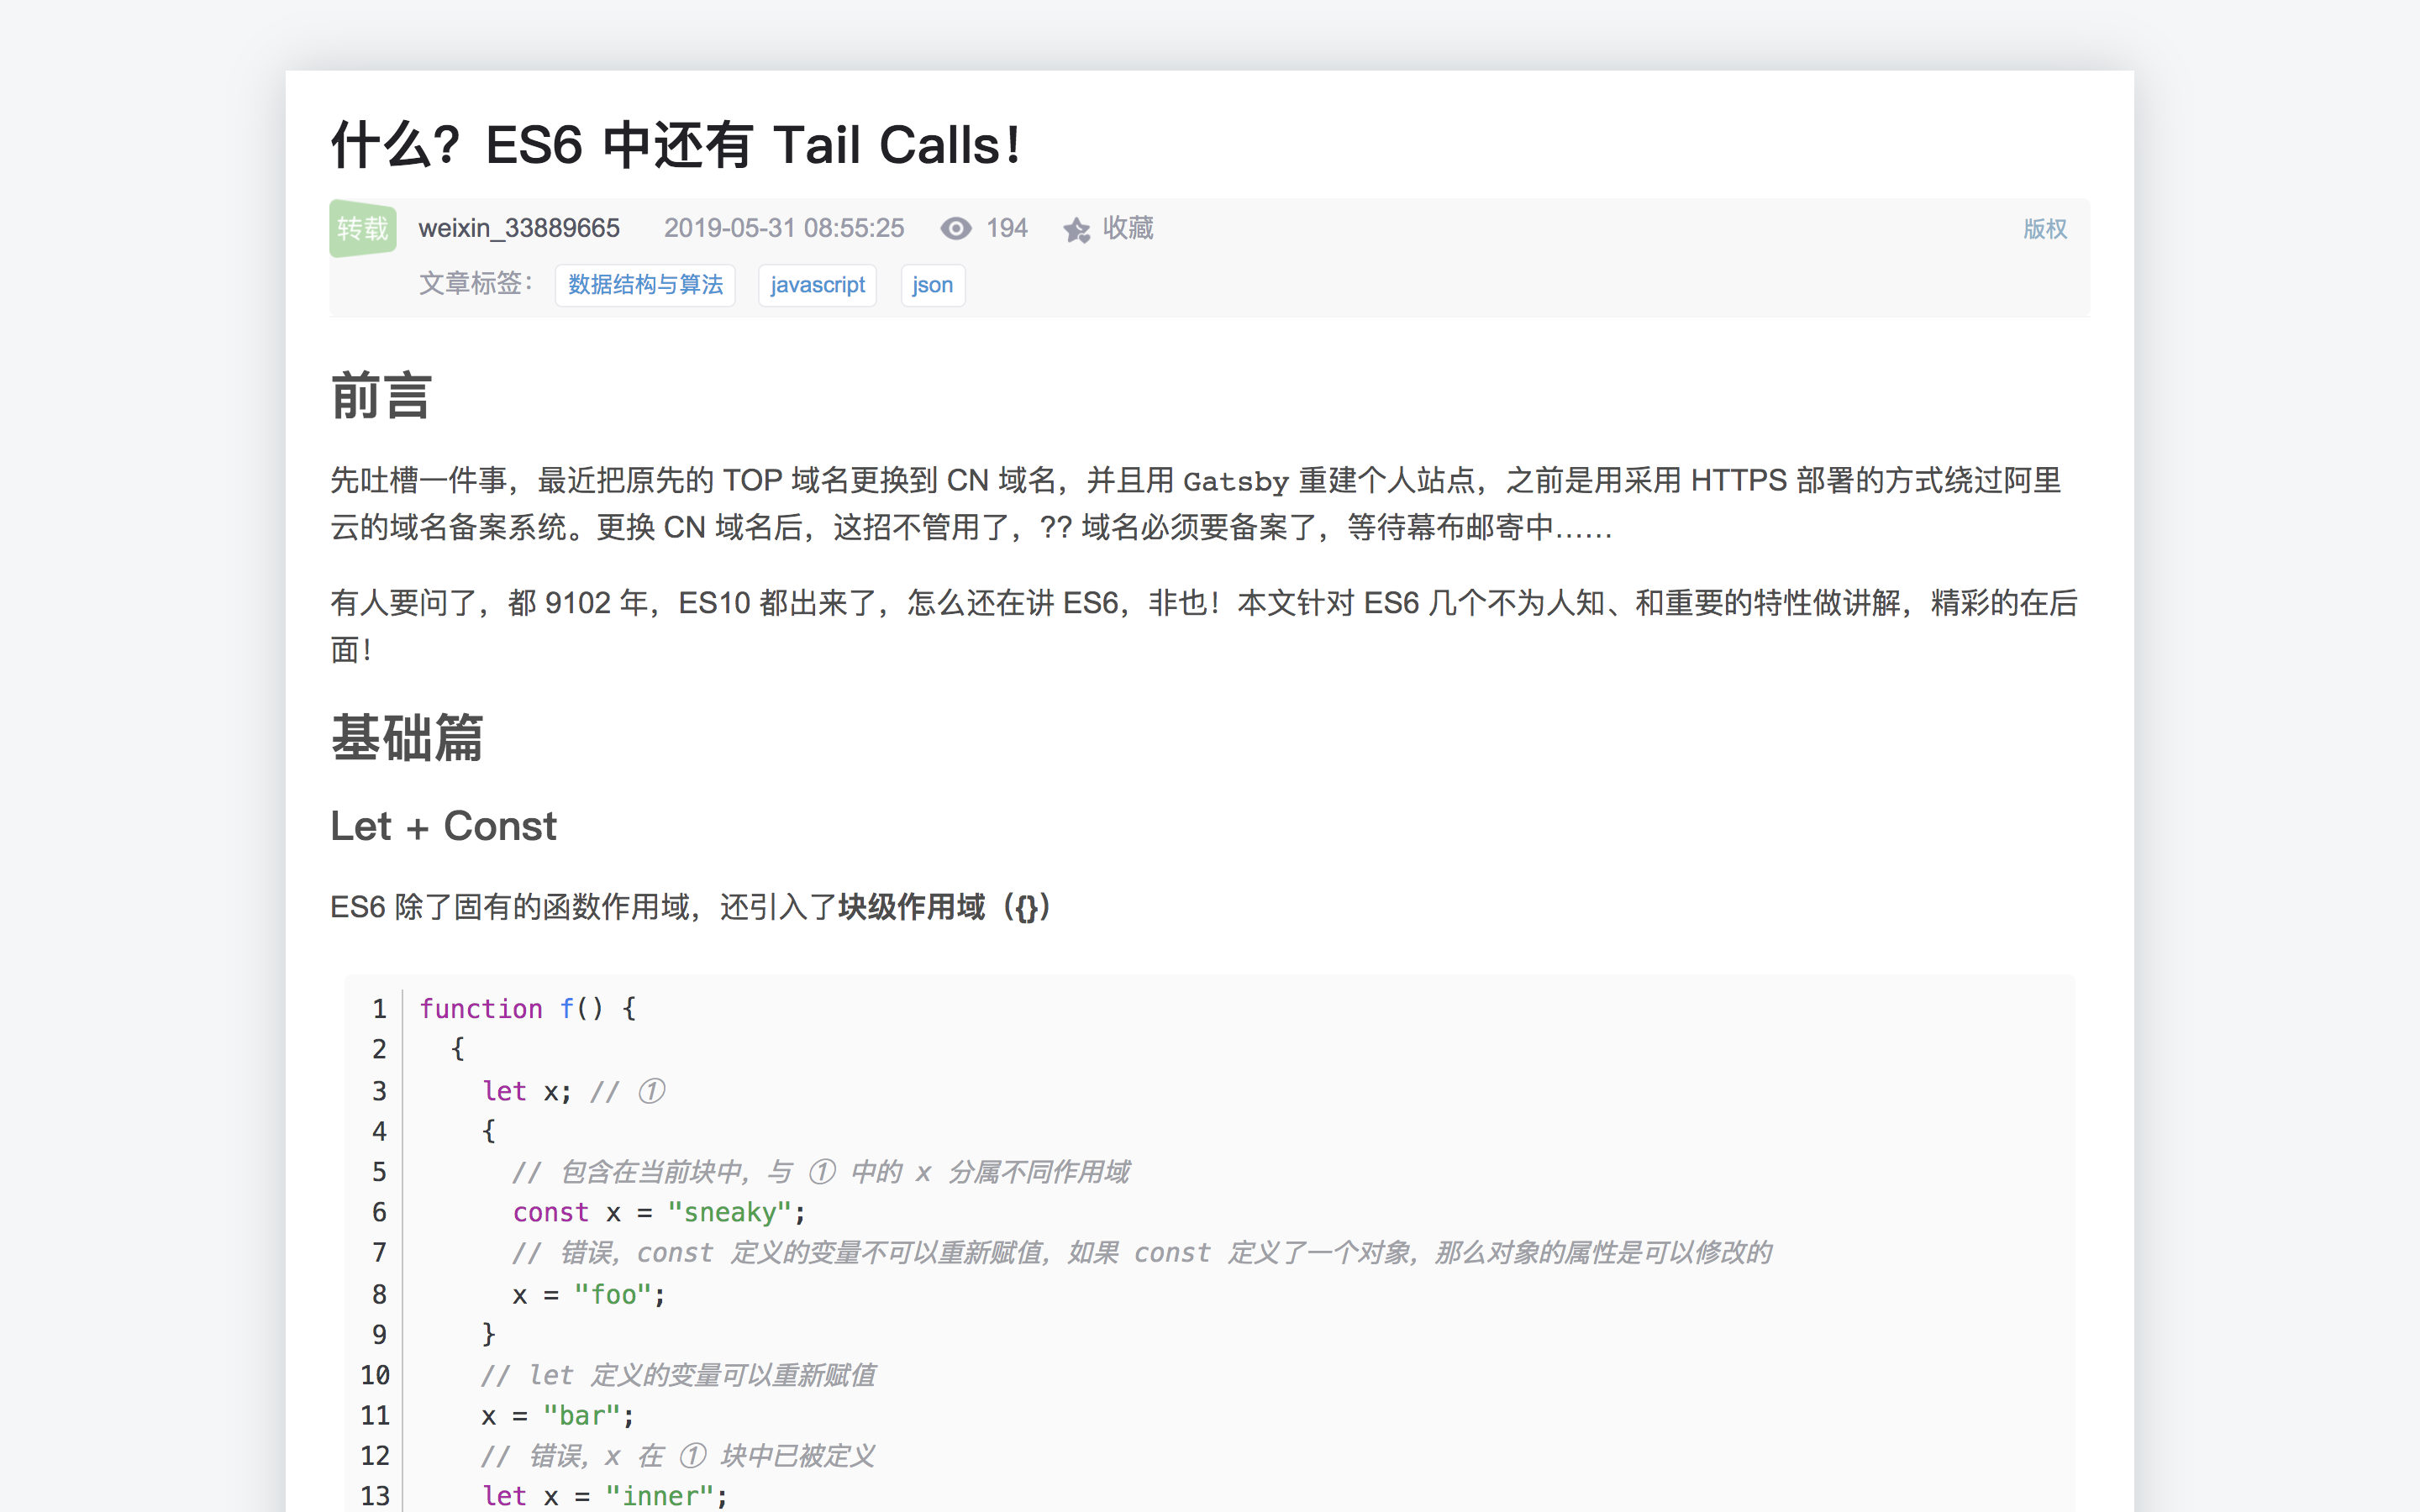 什么？ES6 中还有 Tail Calls！
转载 weixin_33889665 2019-05-31 08:55:25 194 收藏 版权
文章标签： 数据结构与算法 javascript json
前言
先吐槽一件事，最近把原先的 TOP 域名更换到 CN 域名，并且用 Gatsby 重建个人站点，之前是用采用 HTTPS 部署的方式绕过阿里
云的域名备案系统。更换 CN 域名后，这招不管用了，?? 域名必须要备案了，等待幕布邮寄中……
有人要问了，都 9102 年，ES10 都出来了，怎么还在讲 ES6，非也！本文针对 ES6 几个不为人知、和重要的特性做讲解，精彩的在后
面！
基础篇
Let + Const
ES6 除了固有的函数作用域，还引入了块级作用域（{}）
1 function f() {
2   {
3     let x; // ①
4     {
5       // 包含在当前块中，与 ① 中的 x 分属不同作用域
6       const x = "sneaky";
7       // 错误，const 定义的变量不可以重新赋值，如果 const 定义了一个对象，那么对象的属性是可以修改的
8       x = "foo";
9     }
10     // let 定义的变量可以重新赋值
11     x = "bar";
12     // 错误，x 在 ① 块中已被定义
13     let x = "inner";